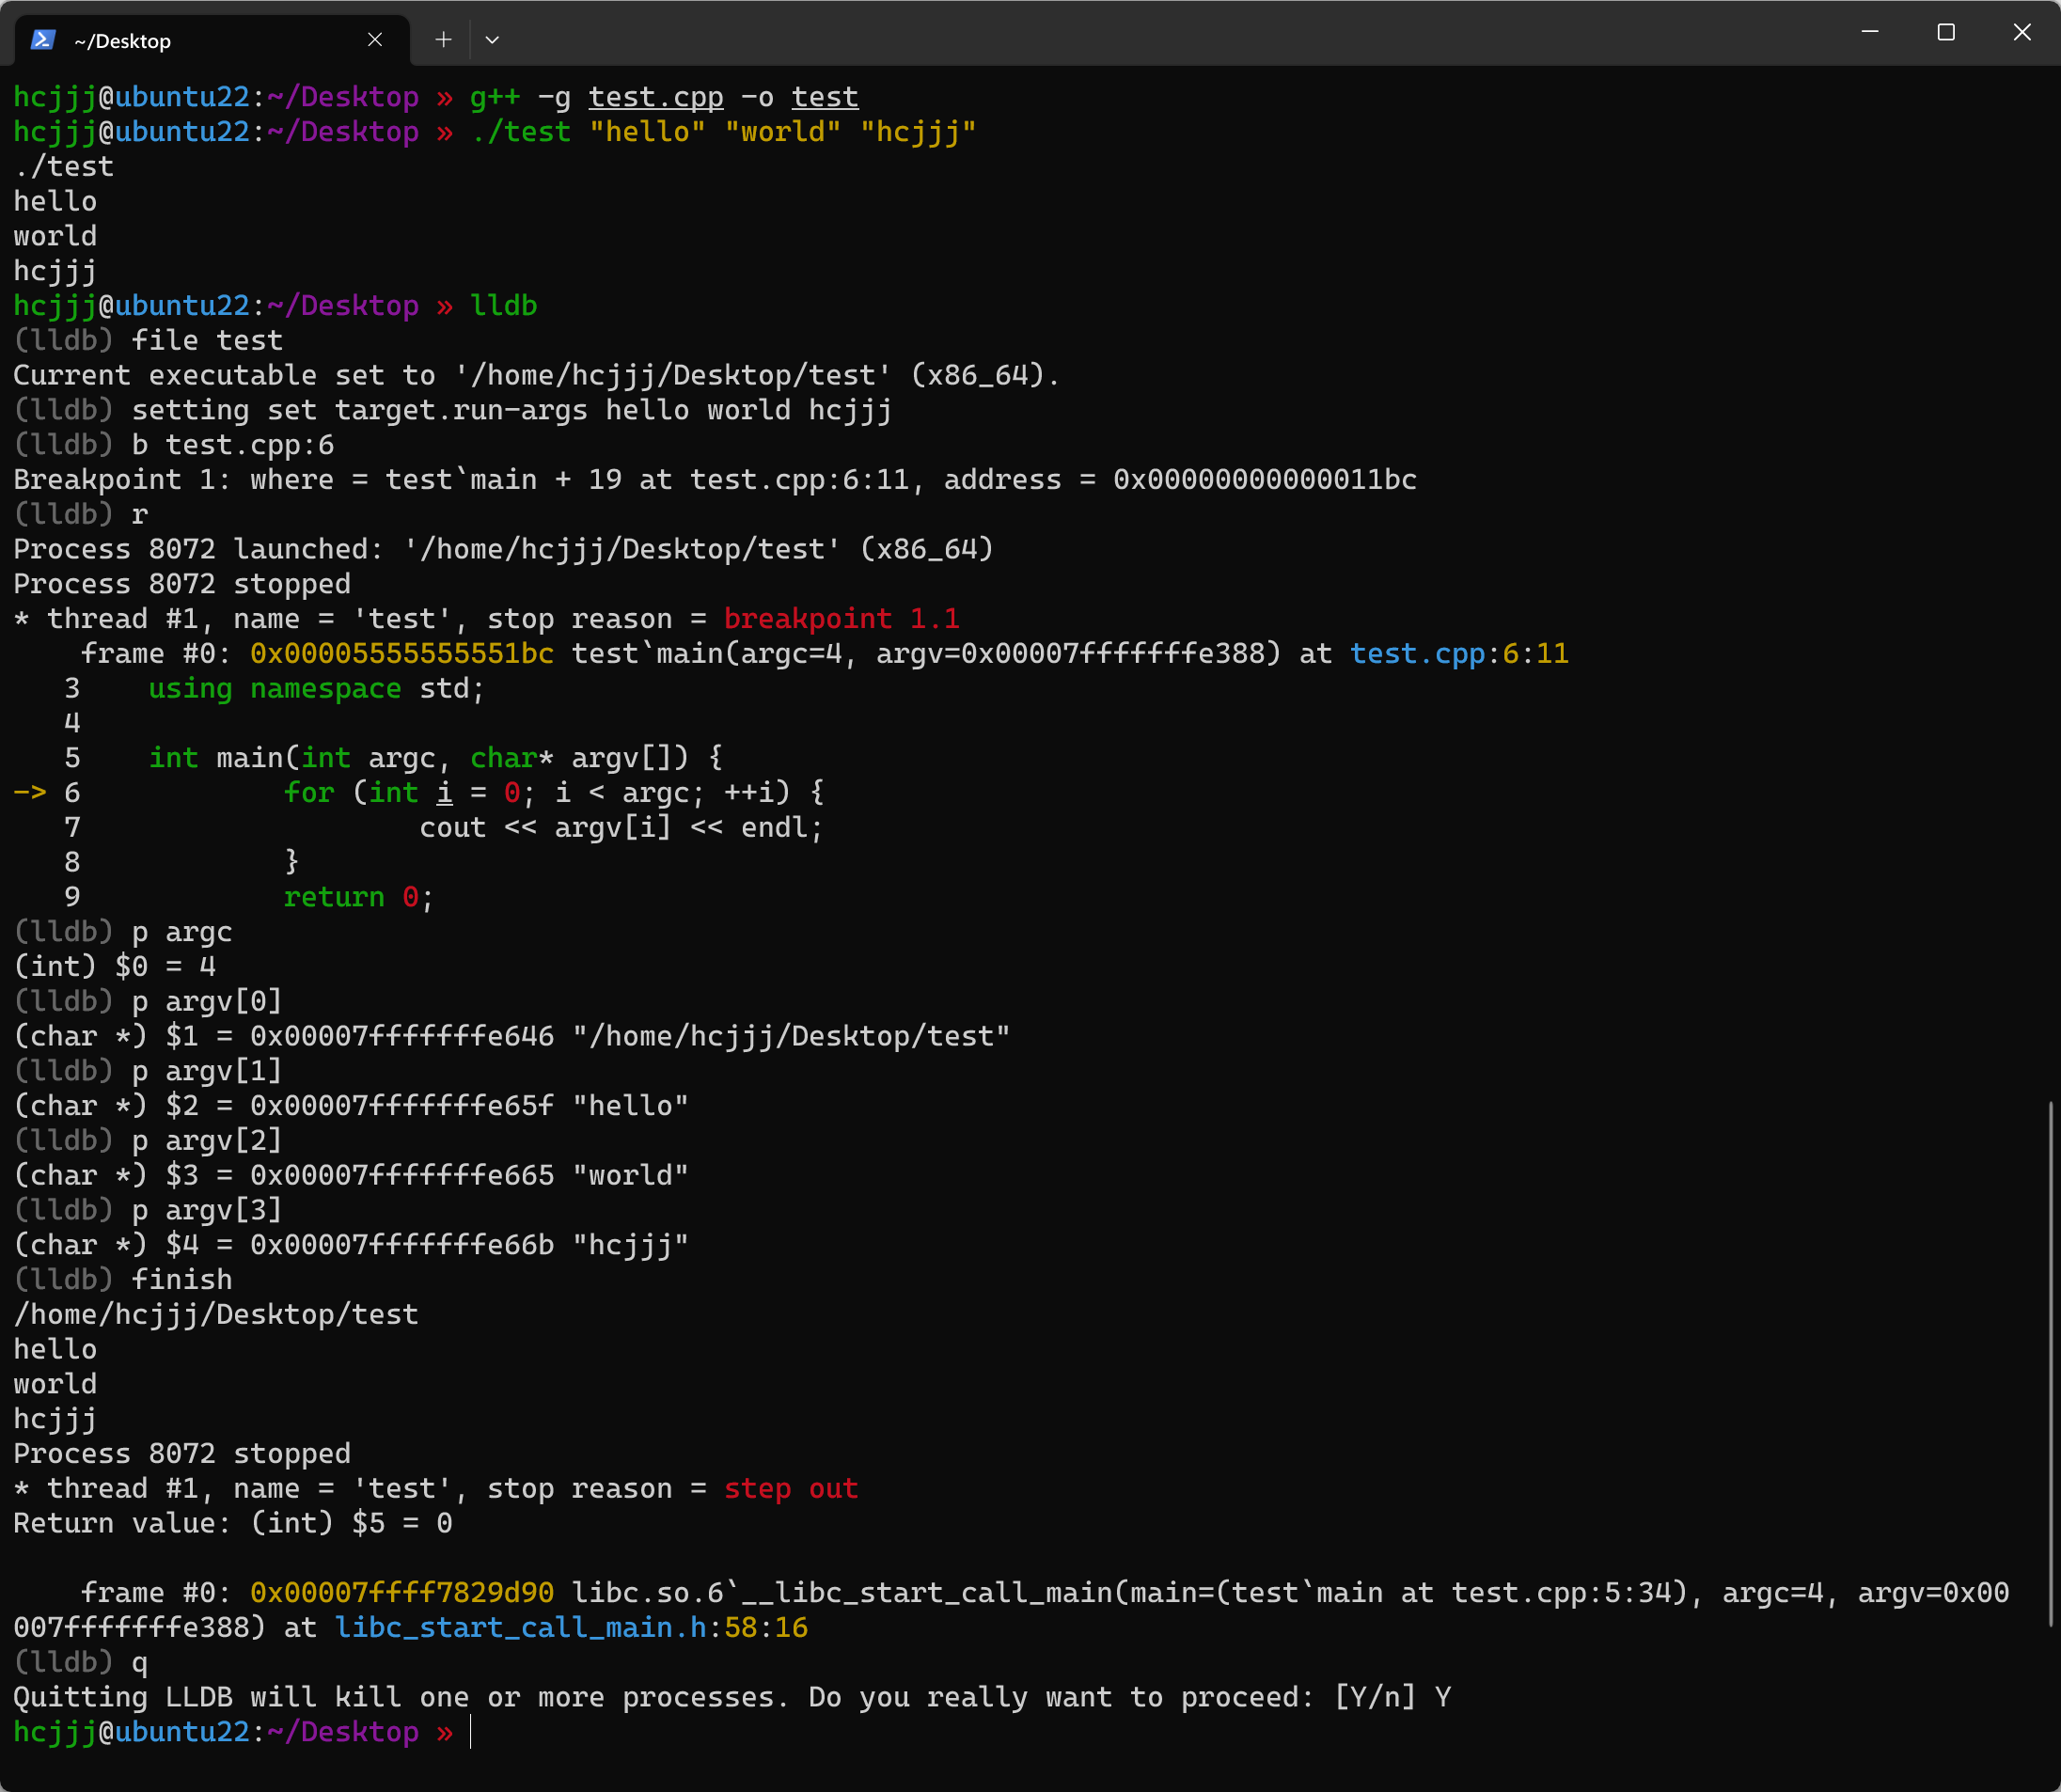 ~/Desktop
hcjjj@ubuntu22:~/Desktop » g++ -g test.cpp -o test
hcjjj@ubuntu22:~/Desktop » ./test "hello" "world" "hcjjj"
./test
hello
world
hcjjj
hcjjj@ubuntu22:~/Desktop » lldb
(lldb) file test
Current executable set to '/home/hcjjj/Desktop/test' (x86_64).
(lldb) setting set target.run-args hello world hcjjj
(lldb) b test.cpp:6
Breakpoint 1: where = test`main + 19 at test.cpp:6:11, address = 0x00000000000011bc
(lldb) r
Process 8072 launched: '/home/hcjjj/Desktop/test' (x86_64)
Process 8072 stopped
* thread #1, name = 'test', stop reason = breakpoint 1.1
    frame #0: 0x00005555555551bc test`main(argc=4, argv=0x00007fffffffe388) at test.cpp:6:11
   3    using namespace std;
   4
   5    int main(int argc, char* argv[]) {
-> 6            for (int i = 0; i < argc; ++i) {
   7                    cout << argv[i] << endl;
   8            }
   9            return 0;
(lldb) p argc
(int) $0 = 4
(lldb) p argv[0]
(char *) $1 = 0x00007fffffffe646 "/home/hcjjj/Desktop/test"
(lldb) p argv[1]
(char *) $2 = 0x00007fffffffe65f "hello"
(lldb) p argv[2]
(char *) $3 = 0x00007fffffffe665 "world"
(lldb) p argv[3]
(char *) $4 = 0x00007fffffffe66b "hcjjj"
(lldb) finish
/home/hcjjj/Desktop/test
hello
world
hcjjj
Process 8072 stopped
* thread #1, name = 'test', stop reason = step out
Return value: (int) $5 = 0

    frame #0: 0x00007ffff7829d90 libc.so.6`__libc_start_call_main(main=(test`main at test.cpp:5:34), argc=4, argv=0x00
007fffffffe388) at libc_start_call_main.h:58:16
(lldb) q
Quitting LLDB will kill one or more processes. Do you really want to proceed: [Y/n] Y
hcjjj@ubuntu22:~/Desktop »